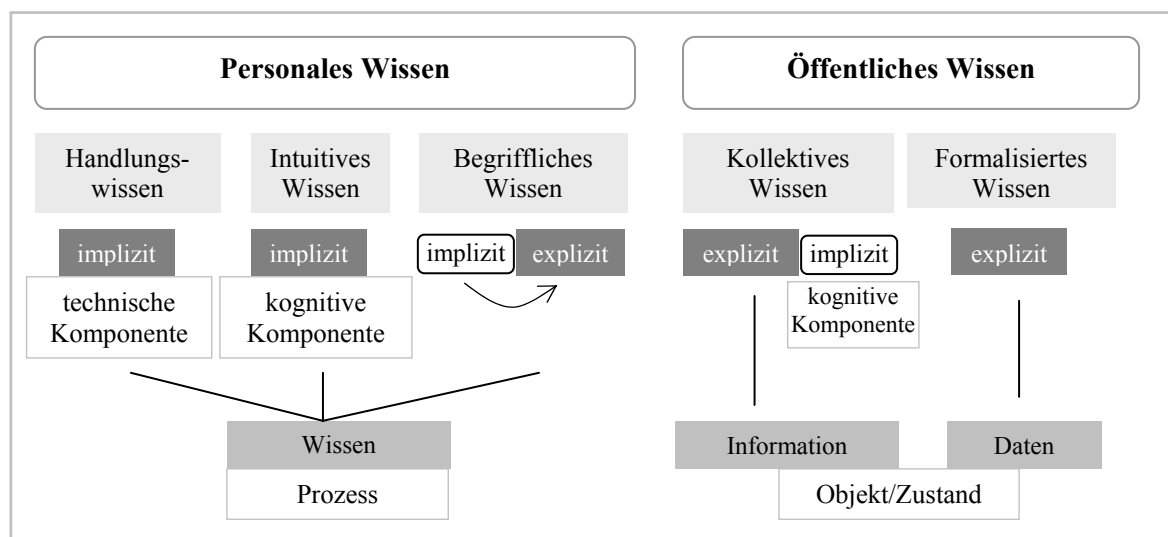 Personales Wissen
Öffentliches Wissen
Handlungs-
wissen
Intuitives
Wissen
Begriffliches
Wissen
Kollektives
Wissen
Formalisiertes
Wissen
implizit
implizit
implizit
explizit
explizit
implizit
explizit
technische
Komponente
kognitive
Komponente
kognitive
Komponente
Wissen
Information
Daten
Prozess
Objekt/Zustand